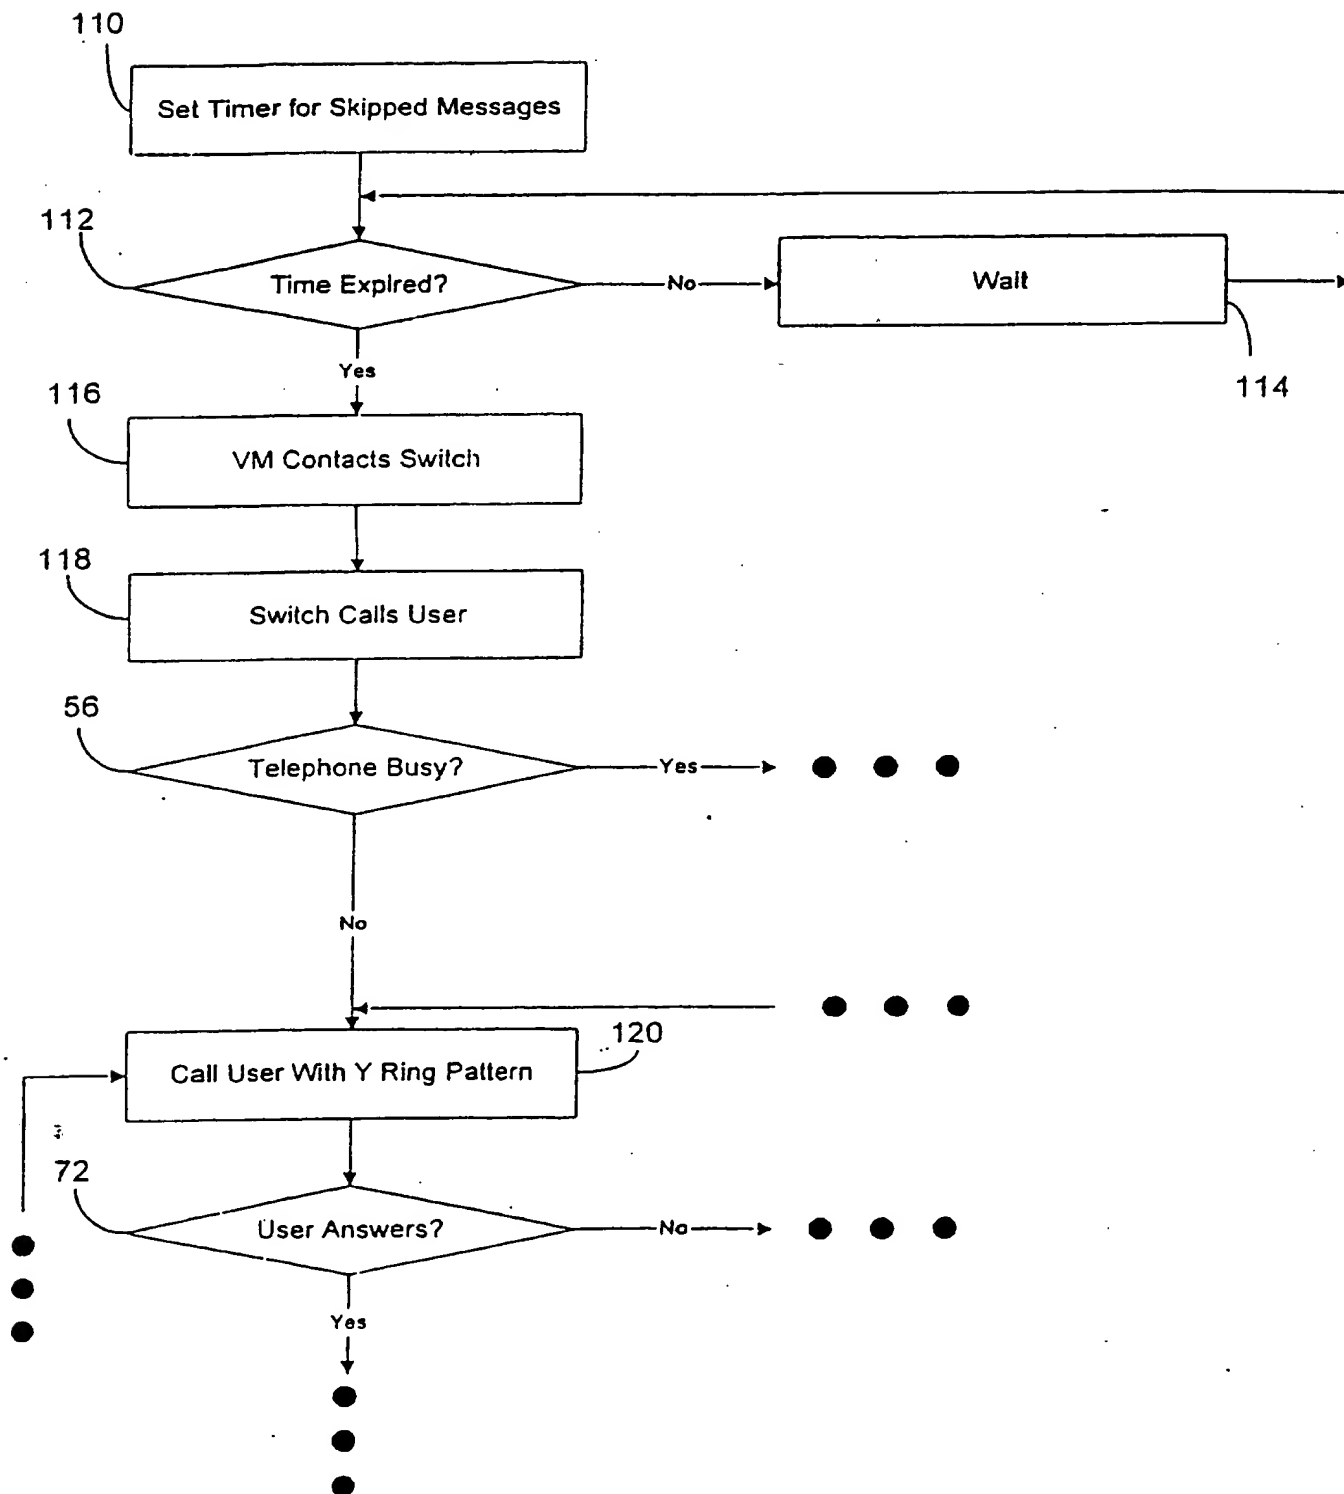 110
Set Timer for Skipped Messages
112
Time Expired?
No
Wait
114
Yes
116
VM Contacts Switch
118
Switch Calls User
56
Telephone Busy?
Yes
No
120
Call User With Y Ring Pattern
72
User Answers?
No
Yes